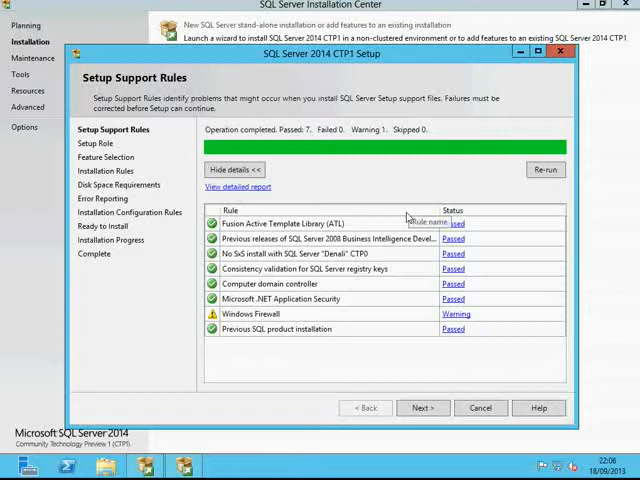 SQL Server Installation Center
Planning
Installation
Maintenance
Tools
Resources
Advanced
Options
New SQL Server stand-alone installation or add features to an existing installation
Launch a wizard to install SQL Server 2014 CTP1 in a non-clustered environment or to add features to an existing SQL Server 2014 CTP1
SQL Server 2014 CTP1 Setup
Setup Support Rules
Setup Support Rules identify problems that might occur when you install SQL Server Setup support files. Failures must be
corrected before Setup can continue.
Setup Support Rules
Setup Role
Feature Selection
Installation Rules
Disk Space Requirements
Error Reporting
Installation Configuration Rules
Ready to Install
Installation Progress
Complete
Operation completed. Passed: 7. Failed 0. Warning 1. Skipped 0.
Hide details <<
Re-run
View detailed report
Rule Status
Rule name
Fusion Active Template Library (ATL)
Previous releases of SQL Server 2008 Business Intelligence Devel... Passed
No SxS install with SQL Server "Denali" CTP0 Passed
Consistency validation for SQL Server registry keys Passed
Computer domain controller Passed
Microsoft .NET Application Security Passed
Windows Firewall Warning
Previous SQL product installation Passed
< Back
Next >
Cancel
Help
Microsoft SQL Server 2014
Community Technology Preview 1 (CTP1)
22:06
18/09/2013